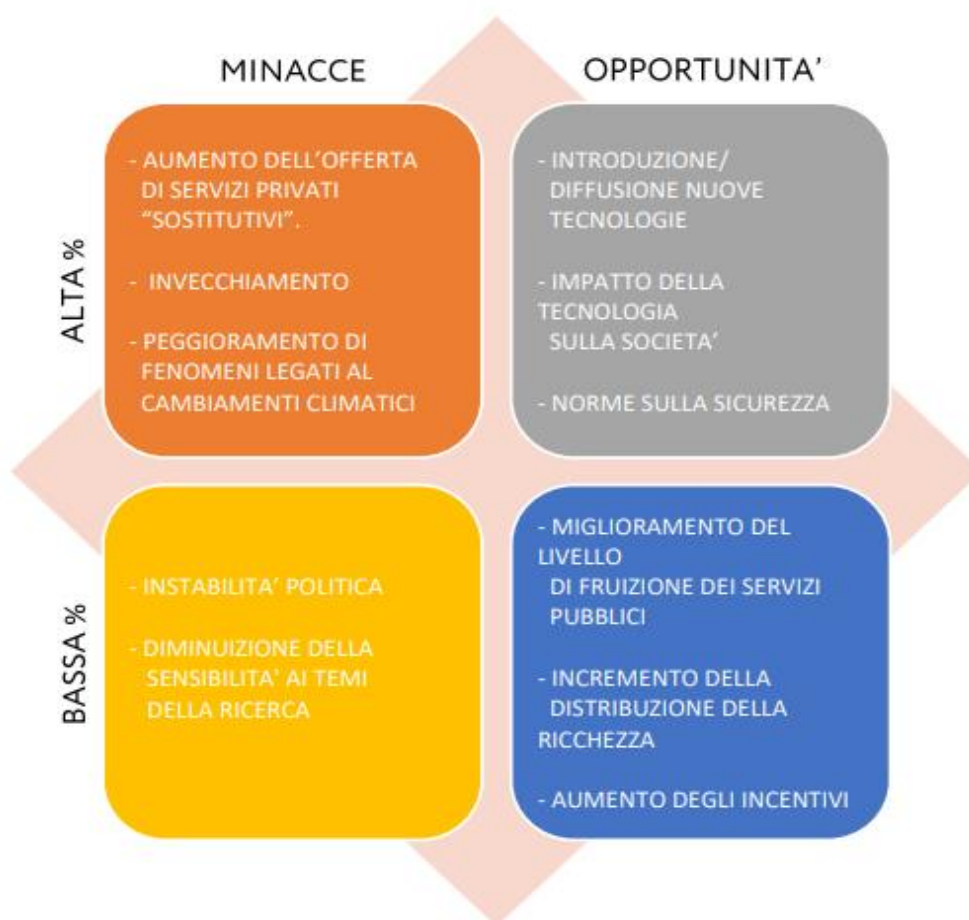 MINACCE
OPPORTUNITA’
ALTA %
- AUMENTO DELL’OFFERTA
DI SERVIZI PRIVATI
“SOSTITUTIVI”.
- INVECCHIAMENTO
- PEGGIORAMENTO DI
FENOMENI LEGATI AL
CAMBIAMENTI CLIMATICI
- INTRODUZIONE/
DIFFUSIONE NUOVE
TECNOLOGIE
- IMPATTO DELLA
TECNOLOGIA
SULLA SOCIETA’
- NORME SULLA SICUREZZA
BASSA %
- INSTABILITA’ POLITICA
- DIMINUIZIONE DELLA
SENSIBILITA’ AI TEMI
DELLA RICERCA
- MIGLIORAMENTO DEL
LIVELLO
DI FRUIZIONE DEI SERVIZI
PUBBLICI
- INCREMENTO DELLA
DISTRIBUZIONE DELLA
RICCHEZZA
- AUMENTO DEGLI INCENTIVI